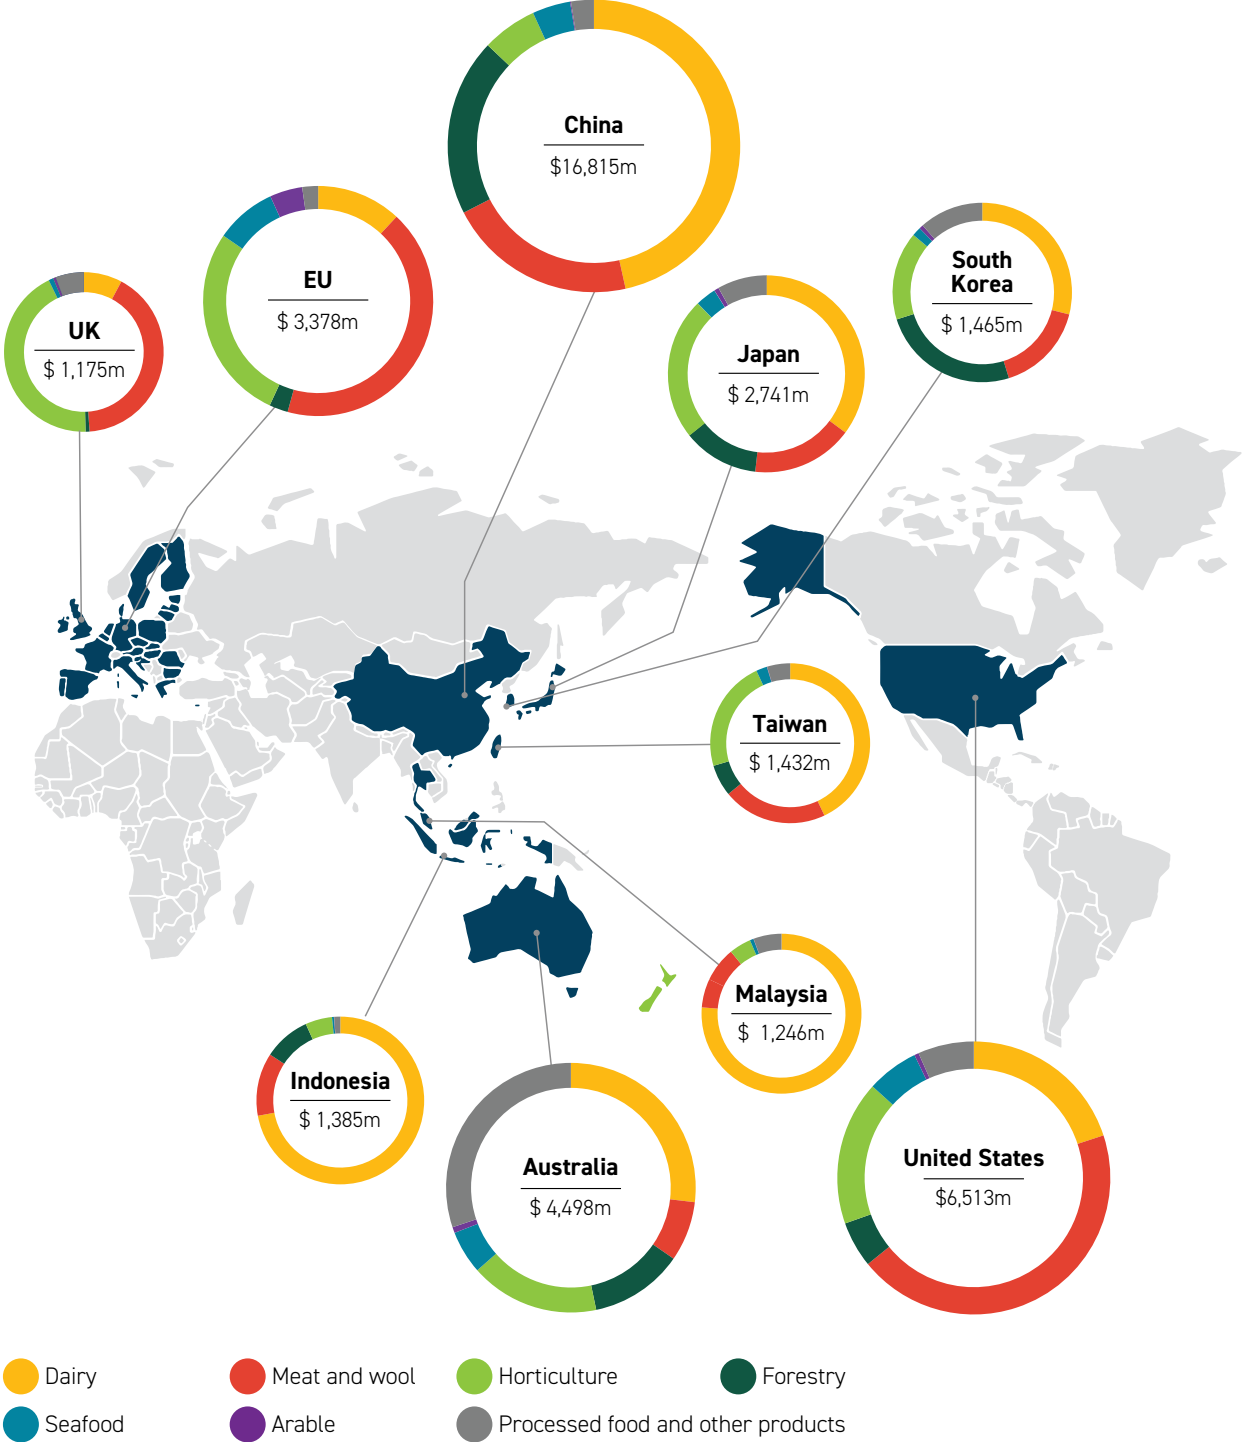 China
$16,815m
EU
$ 3,378m
South
Korea
$ 1,465m
UK
$ 1,175m
Japan
$ 2,741m
Taiwan
$ 1,432m
Malaysia
$ 1,246m
Indonesia
$ 1,385m
Australia
$ 4,498m
United States
$6,513m
Dairy
Meat and wool
Horticulture
Forestry
Seafood
Arable
Processed food and other products